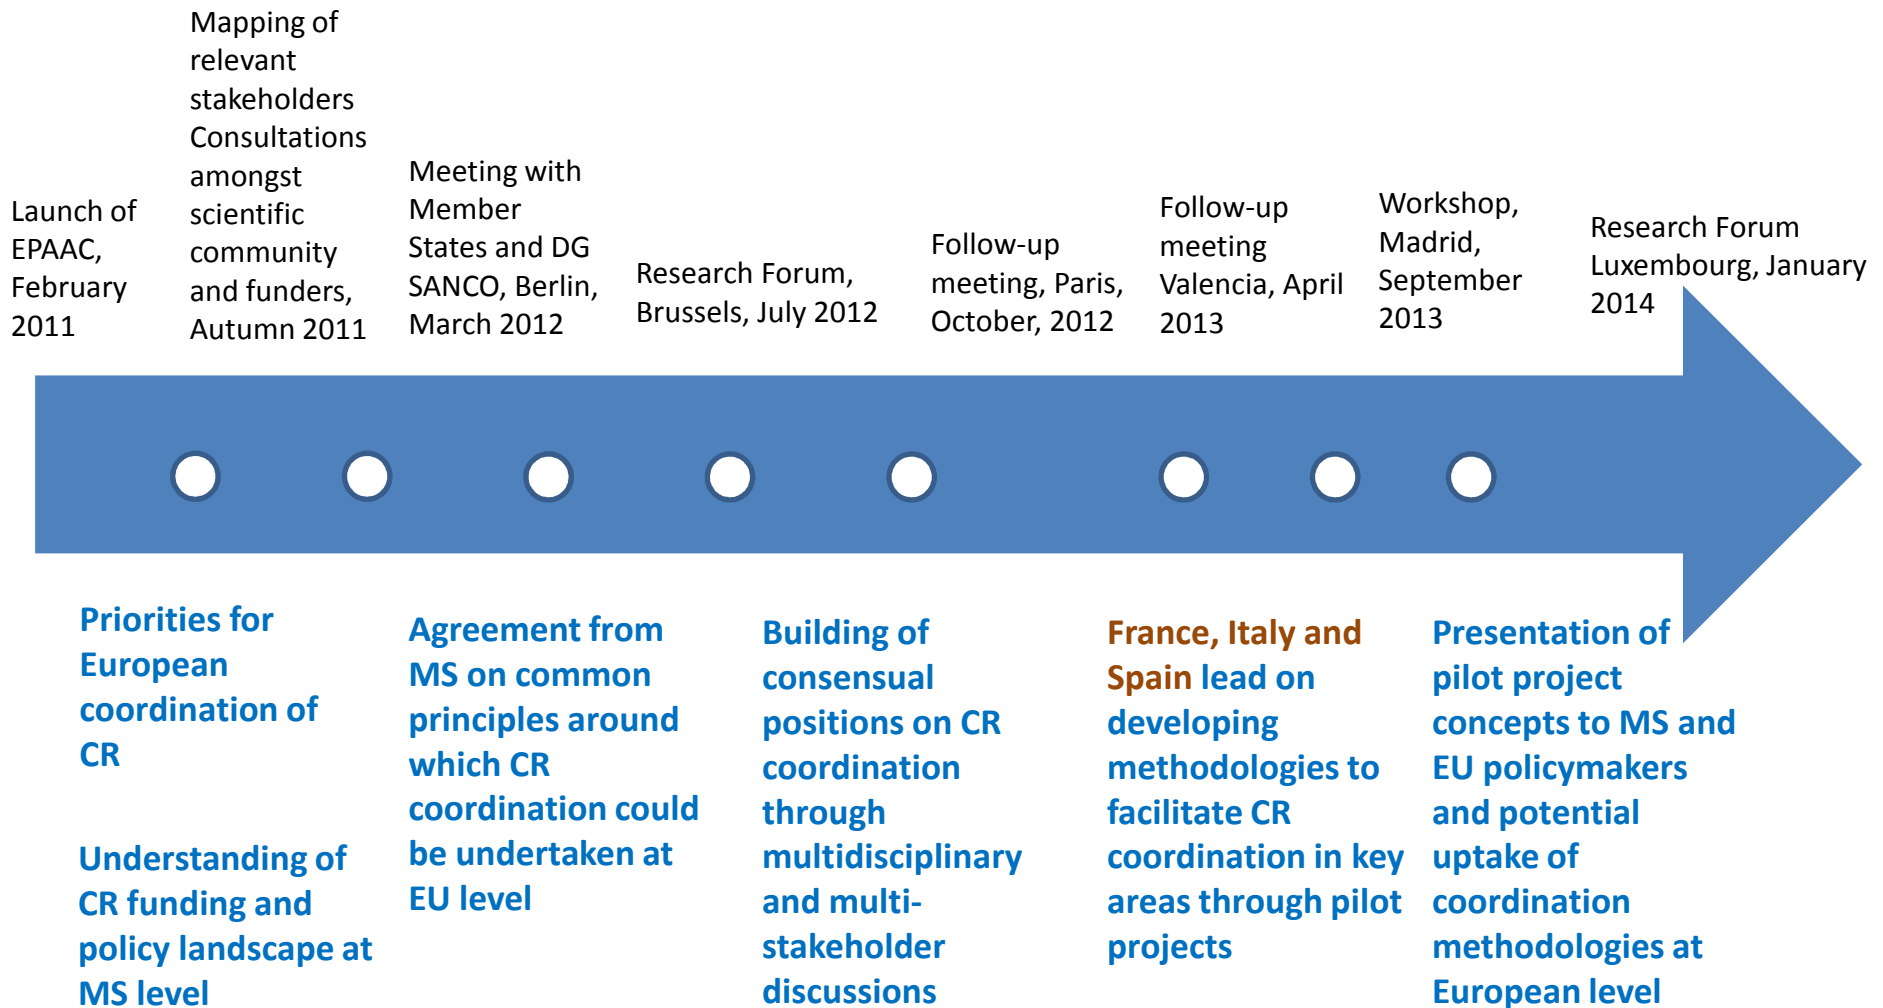 Launch of
EPAAC,
February
2011
Mapping of
relevant
stakeholders
Consultations
amongst
scientific
community
and funders,
Autumn 2011
Meeting with
Member
States and DG
SANCO, Berlin,
March 2012
Research Forum,
Brussels, July 2012
Follow-up
meeting, Paris,
October, 2012
Follow-up
meeting
Valencia, April
2013
Workshop,
Madrid,
September
2013
Research Forum
Luxembourg, January
2014
Priorities for
European
coordination of
CR
Understanding of
CR funding and
policy landscape at
MS level
Agreement from
MS on common
principles around
which CR
coordination could
be undertaken at
EU level
Building of
consensual
positions on CR
coordination
through
multidisciplinary
and multi-
stakeholder
discussions
France, Italy and
Spain lead on
developing
methodologies to
facilitate CR
coordination in key
areas through pilot
projects
Presentation of
pilot project
concepts to MS and
EU policymakers
and potential
uptake of
coordination
methodologies at
European level